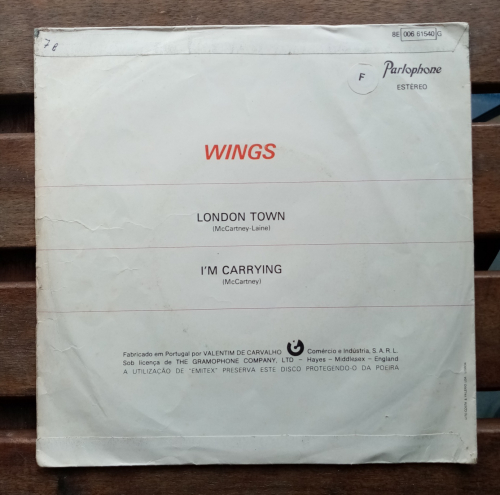 78
8E 006 61540 G
Parlophone
F
ESTEREO
WINGS
LONDON TOWN
(McCartney-Laine)
I'M CARRYING
(McCartney)
Fabricado em Portugal por VALENTIM DE CARVALHO Comércio e Indústria, S. A. R. L.
Sob licença de THE GRAMOPHONE COMPANY, LTD – Hayes – Middlesex – England
A UTILIZAÇÃO DE "EMITEX" PRESERVA ESTE DISCO PROTEGENDO-O DA POEIRA